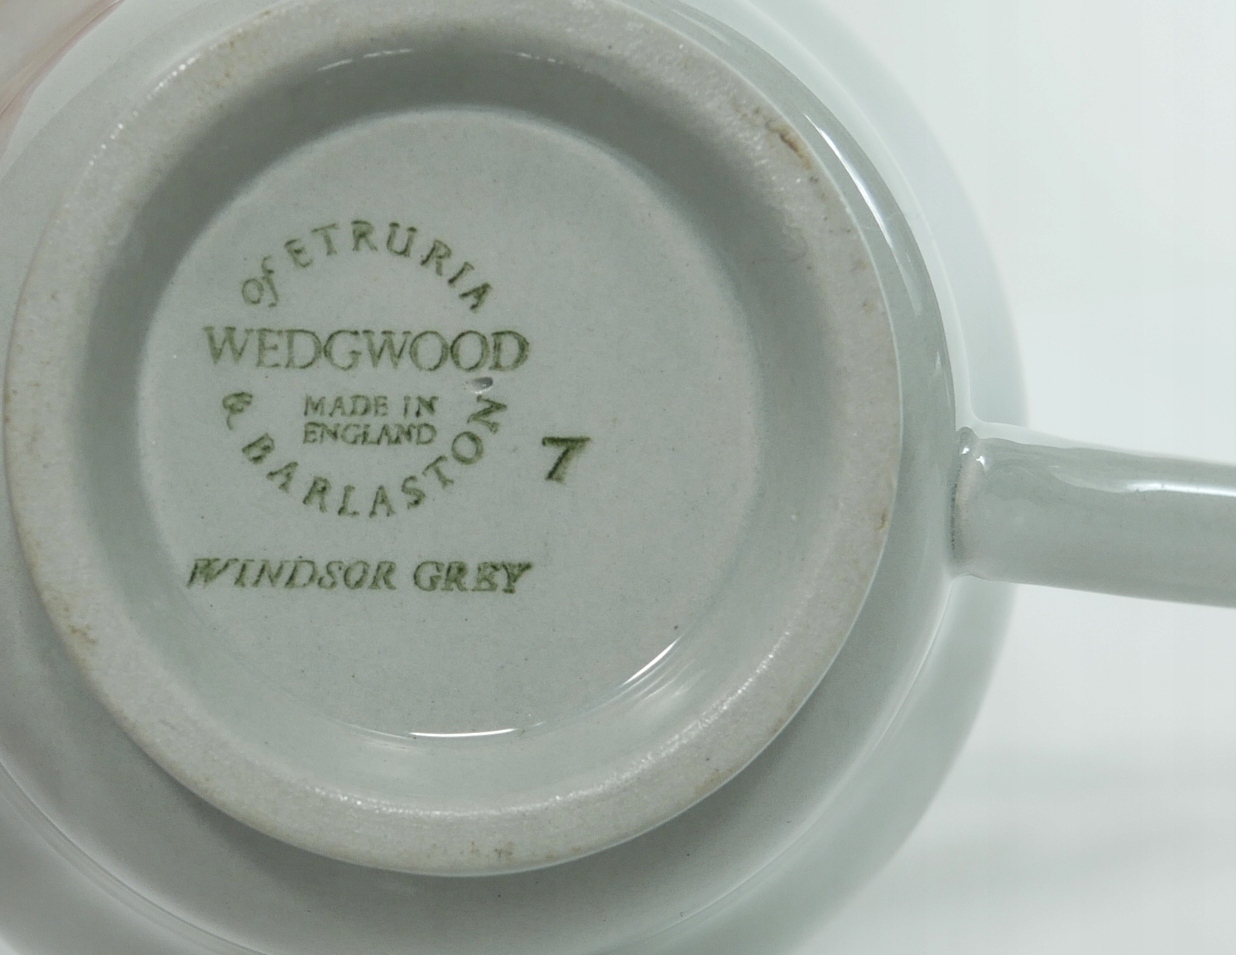 of ETRURIA
WEDGWOOD
MADE IN
ENGLAND
& BARLASTON
7
WINDSOR GREY